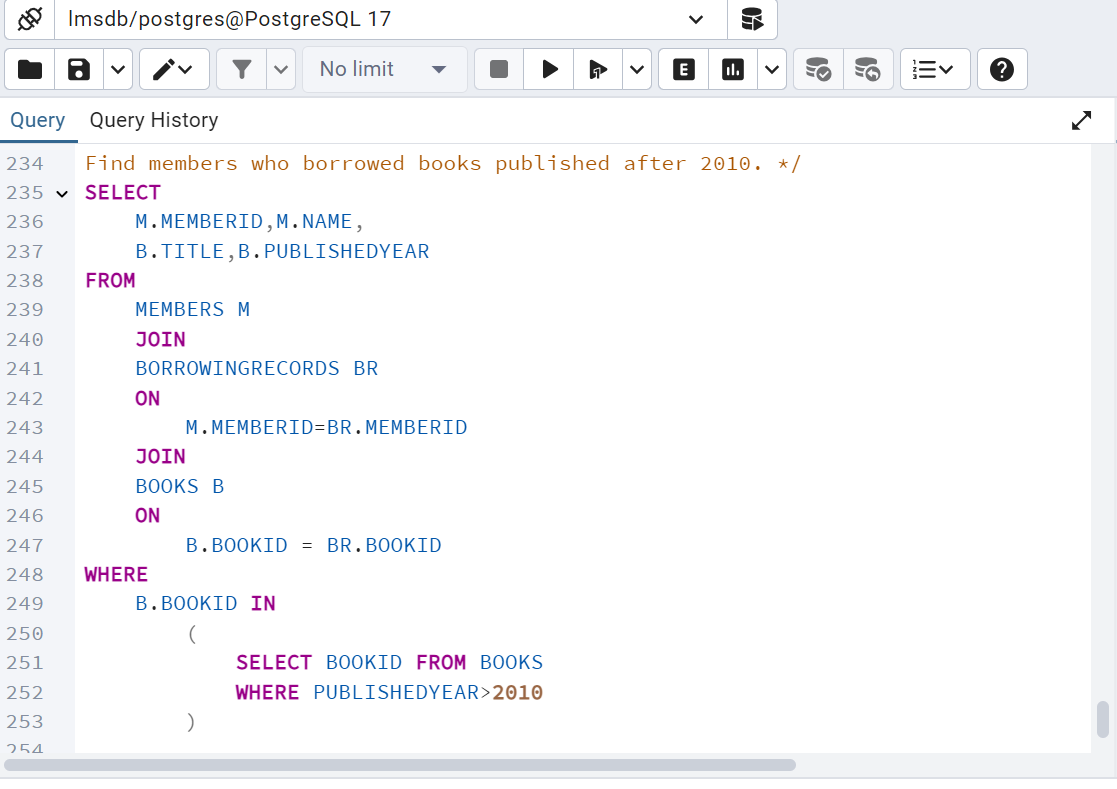 lmsdb/postgres@PostgreSQL 17
No limit
E
Query Query History
234 Find members who borrowed books published after 2010. */
235 SELECT
236 M.MEMBERID,M.NAME,
237 B.TITLE,B.PUBLISHEDYEAR
238 FROM
239 MEMBERS M
240 JOIN
241 BORROWINGRECORDS BR
242 ON
243 M.MEMBERID=BR.MEMBERID
244 JOIN
245 BOOKS B
246 ON
247 B.BOOKID = BR.BOOKID
248 WHERE
249 B.BOOKID IN
250 (
251 SELECT BOOKID FROM BOOKS
252 WHERE PUBLISHEDYEAR>2010
253 )
254